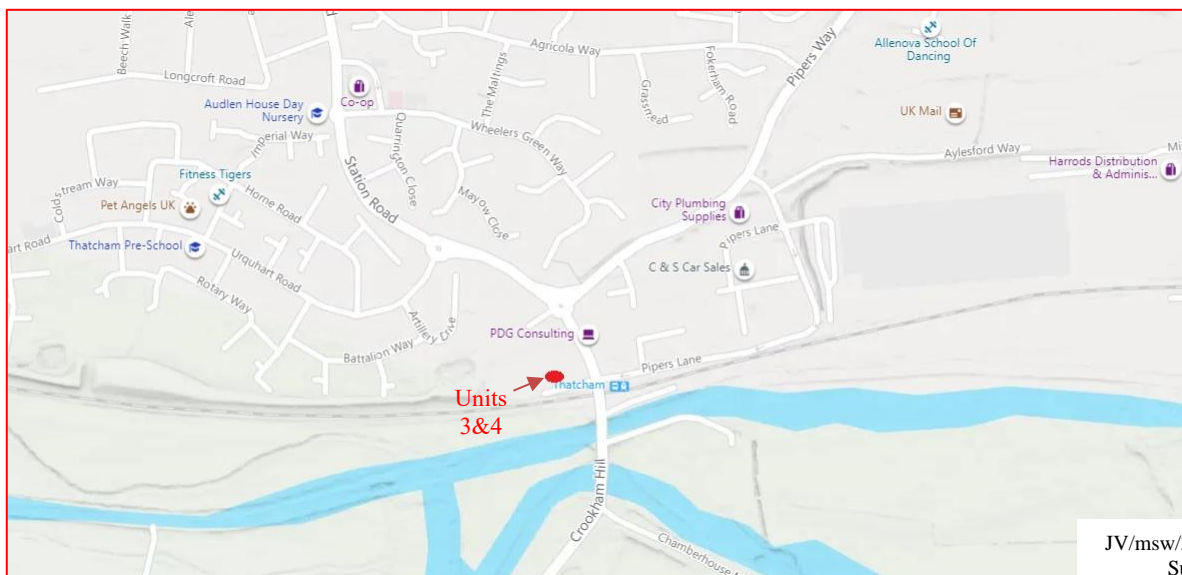 Beech Walk
Longcroft Road
Agricola Way
The Maltings
Fokerham Road
Grassmead
Pipers Way
Allenova School Of
Dancing
Co-op
Audlen House Day
Nursery
UK Mail
Quarrington Close
Wheelers Green Way
Imperial Way
Station Road
Aylesford Way
Harrods Distribution
& Adminis...
Coldstream Way
Fitness Tigers
Horne Road
Mayow Close
Pet Angels UK
City Plumbing
Supplies
Pipers Lane
Thatcham Pre-School
Urquhart Road
C & S Car Sales
Rotary Way
Artillery Drive
PDG Consulting
Battalion Way
Pipers Lane
Thatcham
Units
3&4
Crookham Hill
Chamberhouse
JV/msw/